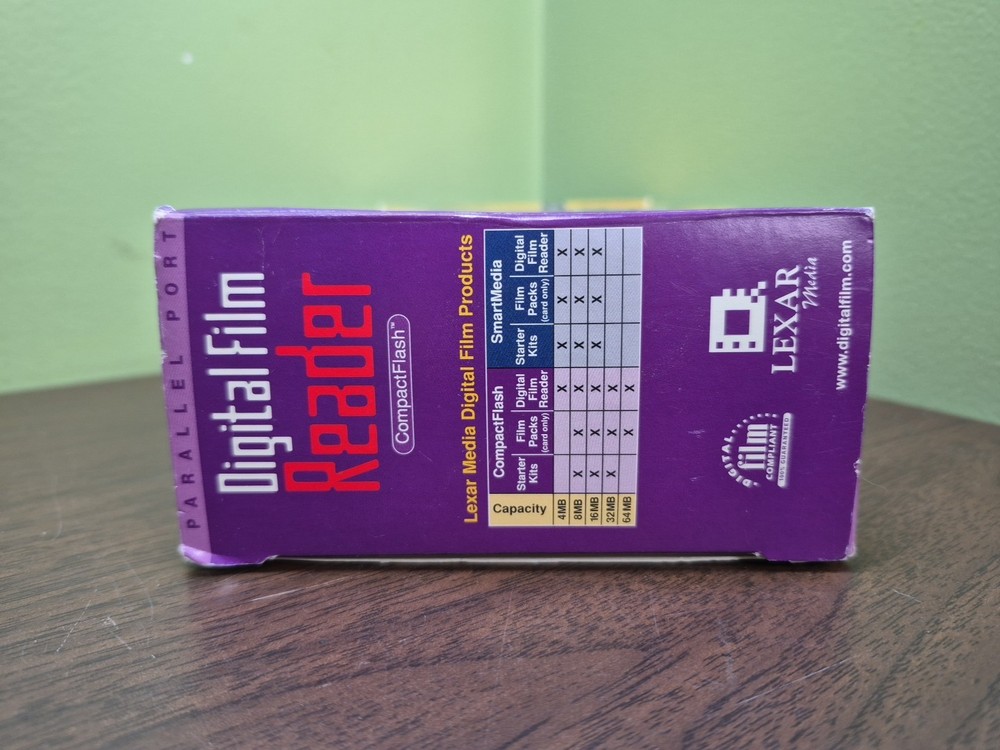 PARALLEL PORT
Digital Film
Reader
CompactFlash™
Lexar Media Digital Film Products
CompactFlash SmartMedia
Capacity Starter Kits Film Packs (card only) Digital Film Reader Starter Kits Film Packs (card only) Digital Film Reader
4MB X X X X
8MB X X X X X X
16MB X X X X X X
32MB X X X
64MB X X
DIGITAL film COMPLIANT
100% GUARANTEED
LEXAR
Media
www.digitalfilm.com